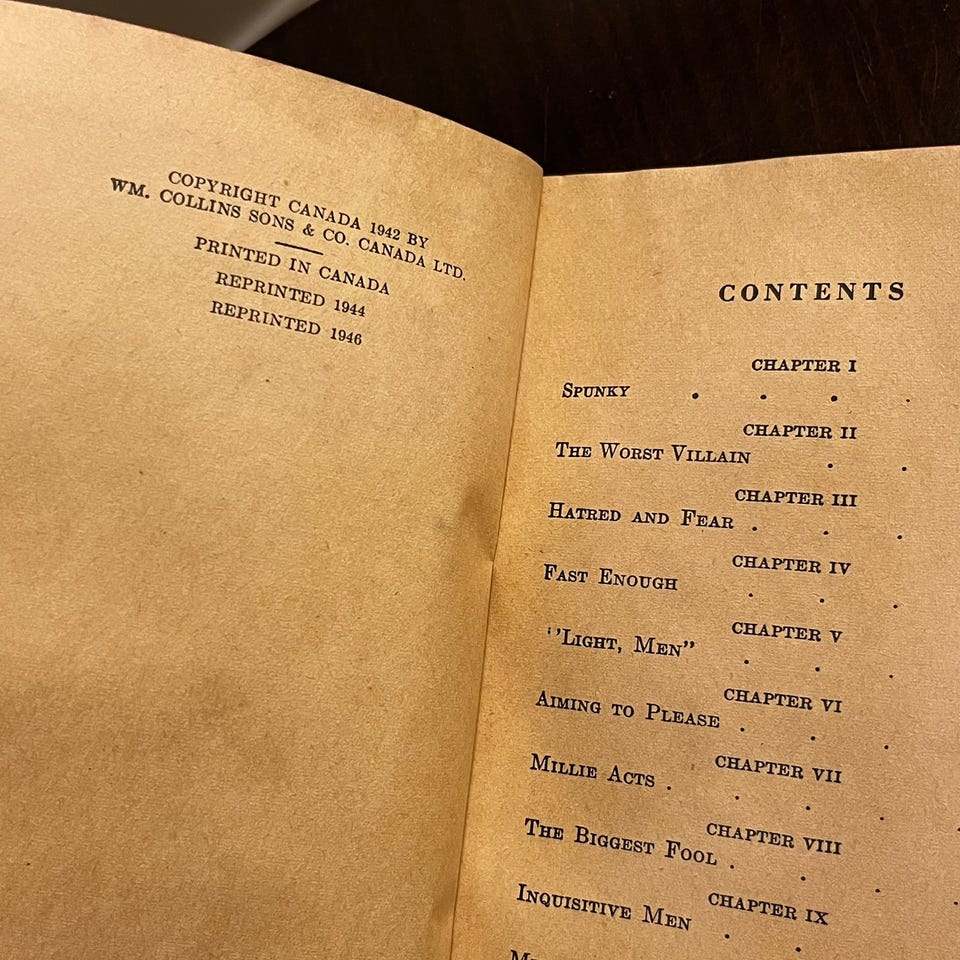 COPYRIGHT CANADA 1942 BY
WM. COLLINS SONS & CO. CANADA LTD.
PRINTED IN CANADA
REPRINTED 1944
REPRINTED 1946
CONTENTS
CHAPTER I
SPUNKY . . . .
CHAPTER II
THE WORST VILLAIN . .
CHAPTER III
HATRED AND FEAR . . .
CHAPTER IV
FAST ENOUGH . . .
CHAPTER V
''LIGHT, MEN" . . .
CHAPTER VI
AIMING TO PLEASE . . .
CHAPTER VII
MILLIE ACTS . . . . .
CHAPTER VIII
THE BIGGEST FOOL . . . .
CHAPTER IX
INQUISITIVE MEN . .